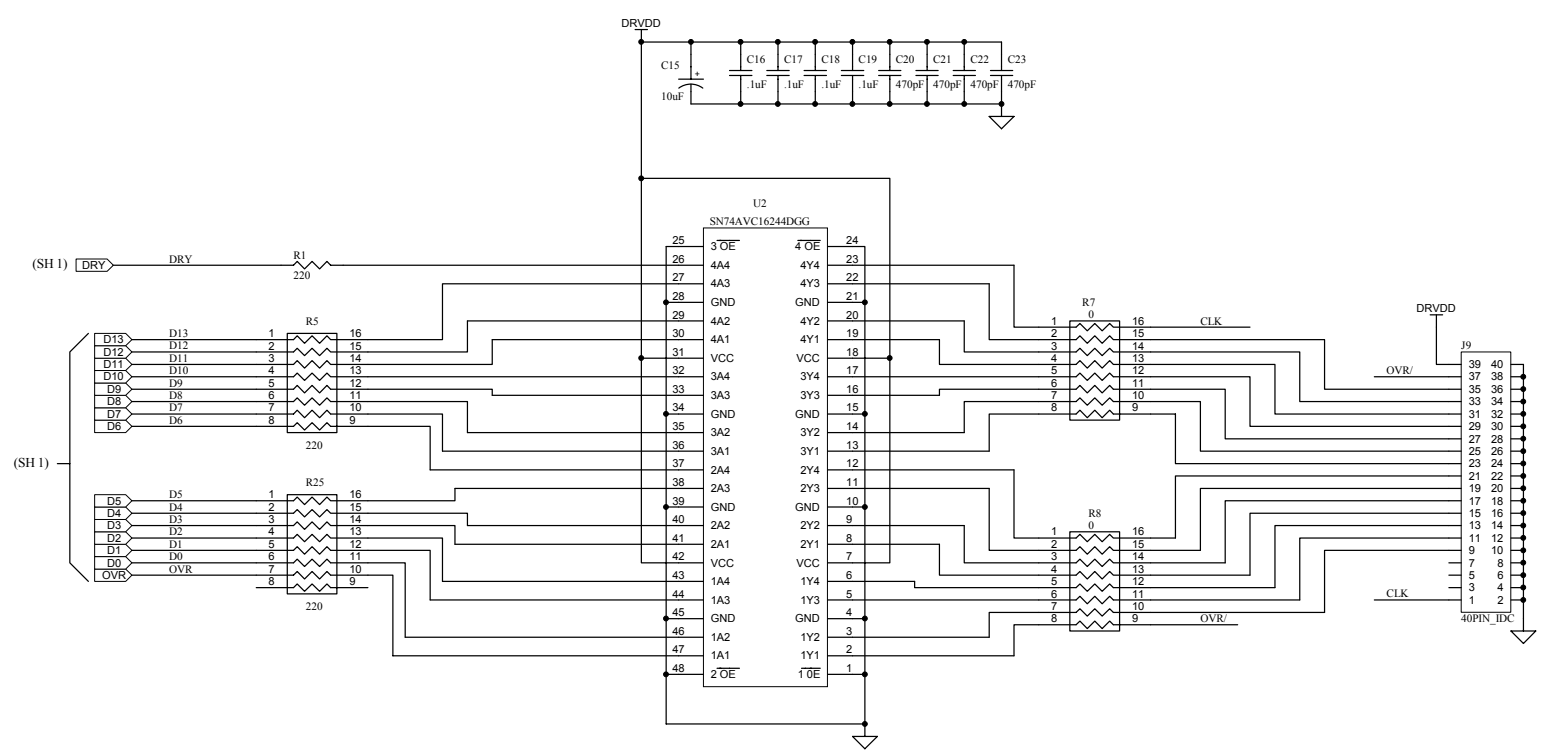 DRVDD
C15
10uF
+
C16
.1uF
C17
.1uF
C18
.1uF
C19
.1uF
C20
470pF
C21
470pF
C22
470pF
C23
470pF
U2
SN74AVC16244DGG
(SH 1)
DRY
DRY
R1
220
25 3 OE 4 OE 24
26 4A4 4Y4 23
27 4A3 4Y3 22
28 GND GND 21
29 4A2 4Y2 20
30 4A1 4Y1 19
31 VCC VCC 18
32 3A4 3Y4 17
33 3A3 3Y3 16
34 GND GND 15
35 3A2 3Y2 14
36 3A1 3Y1 13
37 2A4 2Y4 12
38 2A3 2Y3 11
39 GND GND 10
40 2A2 2Y2 9
41 2A1 2Y1 8
42 VCC VCC 7
43 1A4 1Y4 6
44 1A3 1Y3 5
45 GND GND 4
46 1A2 1Y2 3
47 1A1 1Y1 2
48 2 OE 1 0E 1
(SH 1)
R5
D13 D13 1 16
D12 D12 2 15
D11 D11 3 14
D10 D10 4 13
D9 D9 5 12
D8 D8 6 11
D7 D7 7 10
D6 D6 8 9
220
R25
D5 D5 1 16
D4 D4 2 15
D3 D3 3 14
D2 D2 4 13
D1 D1 5 12
D0 D0 6 11
OVR OVR 7 10
8 9
220
R7
0
1 16 CLK
2 15
3 14
4 13
5 12
6 11
7 10
8 9
R8
0
1 16
2 15
3 14
4 13
5 12
6 11
7 10
8 9 OVR/
DRVDD
J9
39 40
OVR/ 37 38
35 36
33 34
31 32
29 30
27 28
25 26
23 24
21 22
19 20
17 18
15 16
13 14
11 12
9 10
7 8
5 6
3 4
CLK 1 2
40PIN_IDC